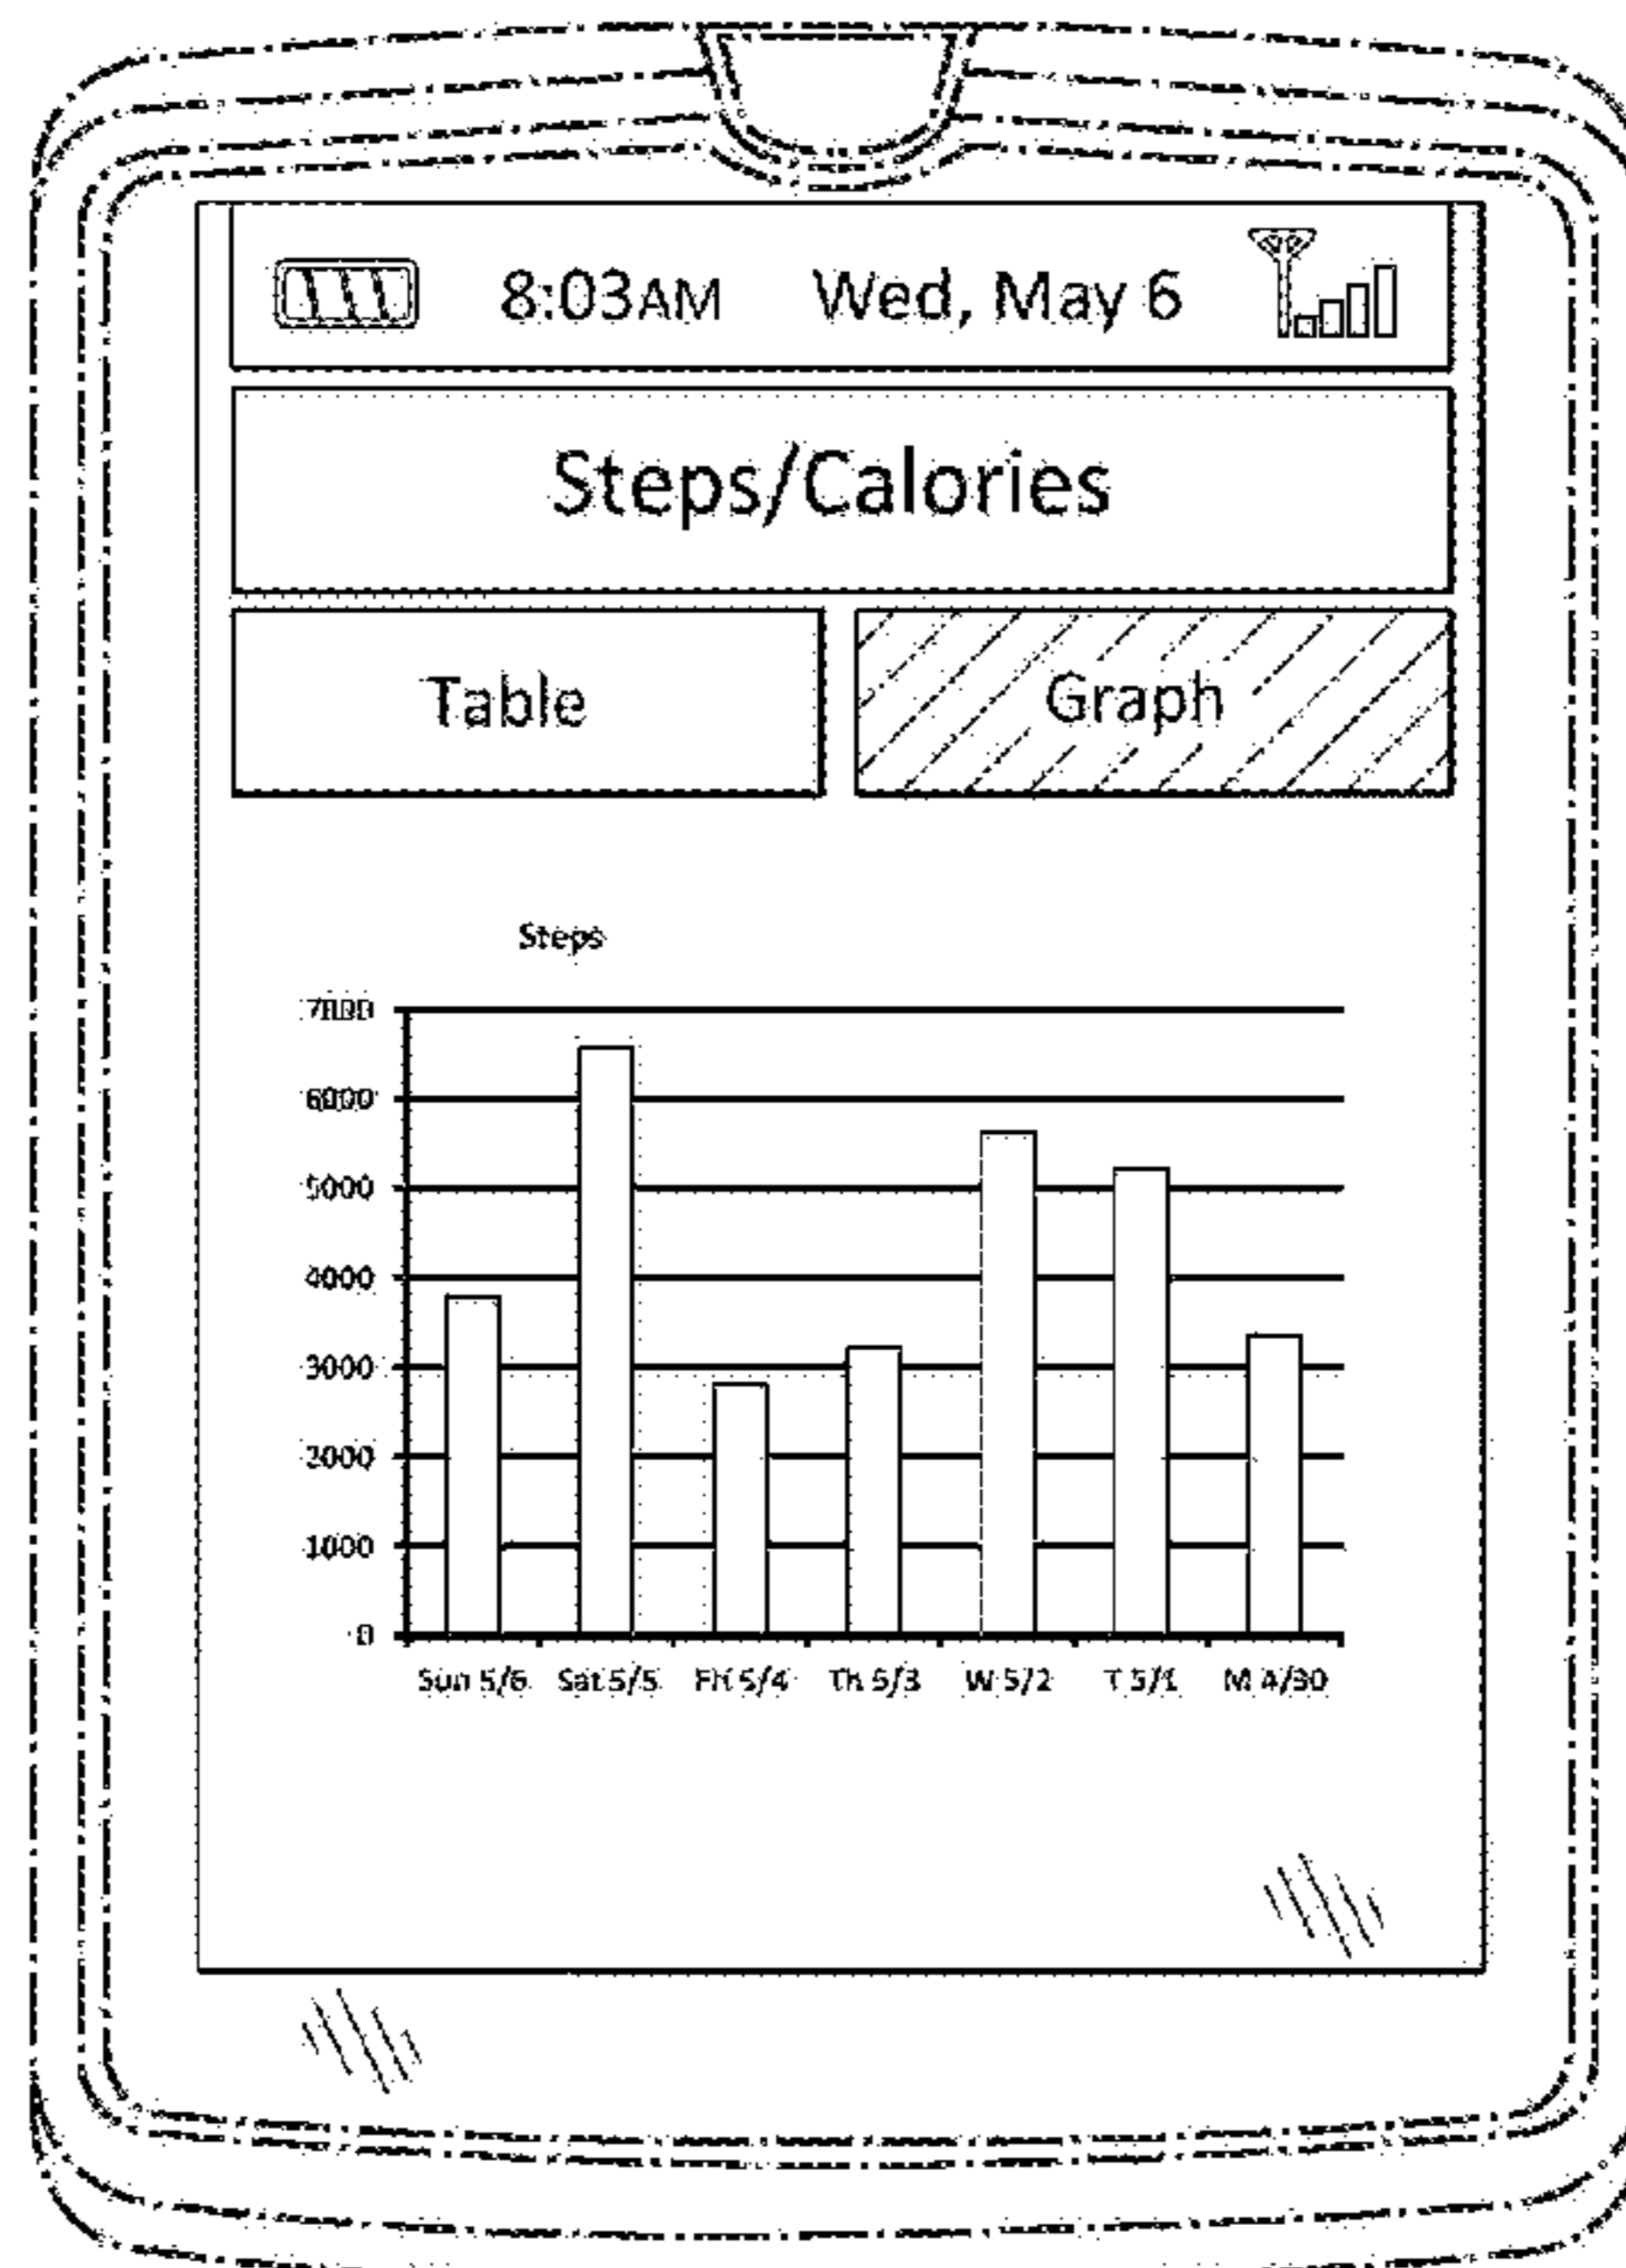 8:03AM Wed, May 6
Steps/Calories
Table Graph
Steps
7000
6000
5000
4000
3000
2000
1000
0
Sun 5/6 Sat 5/5 Fri 5/4 Th 5/3 W 5/2 T 5/1 M 4/30